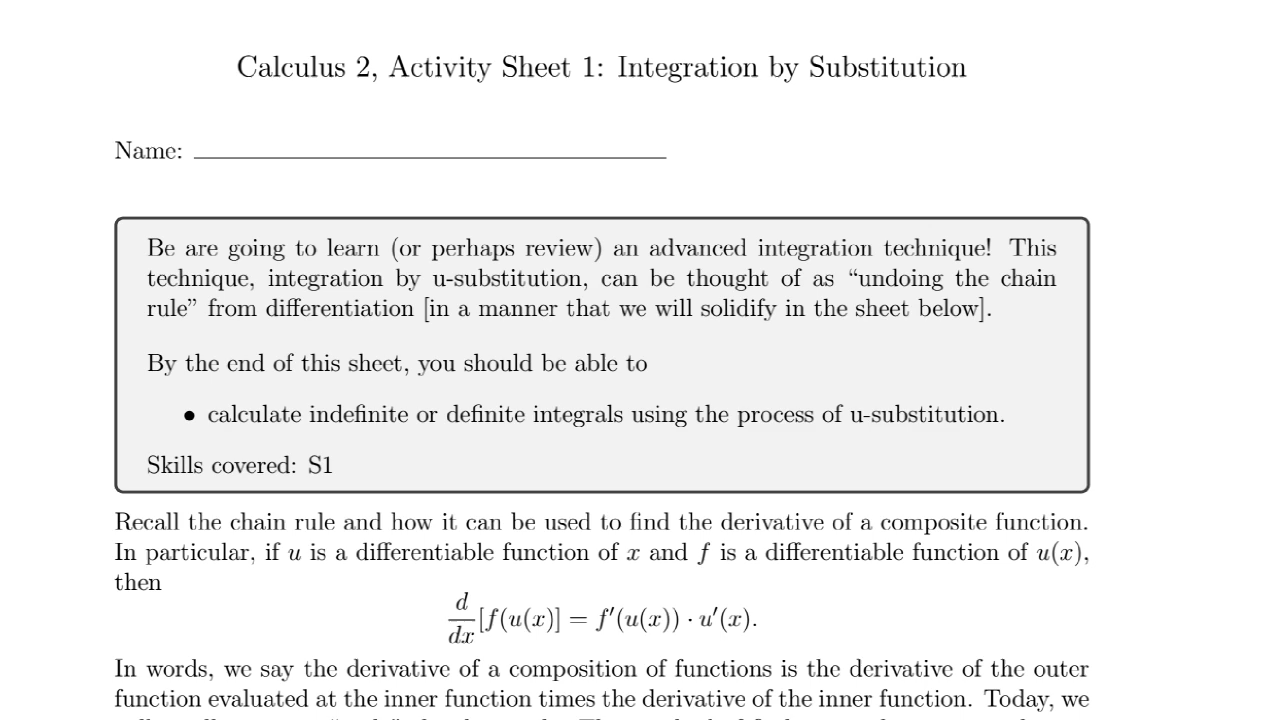 Calculus 2, Activity Sheet 1: Integration by Substitution
Name:
Be are going to learn (or perhaps review) an advanced integration technique! This
technique, integration by u-substitution, can be thought of as “undoing the chain
rule” from differentiation [in a manner that we will solidify in the sheet below].
By the end of this sheet, you should be able to
• calculate indefinite or definite integrals using the process of u-substitution.
Skills covered: S1
Recall the chain rule and how it can be used to find the derivative of a composite function.
In particular, if u is a differentiable function of x and f is a differentiable function of u(x),
then
d/dx [f(u(x)] = f′(u(x)) · u′(x).
In words, we say the derivative of a composition of functions is the derivative of the outer
function evaluated at the inner function times the derivative of the inner function. Today, we